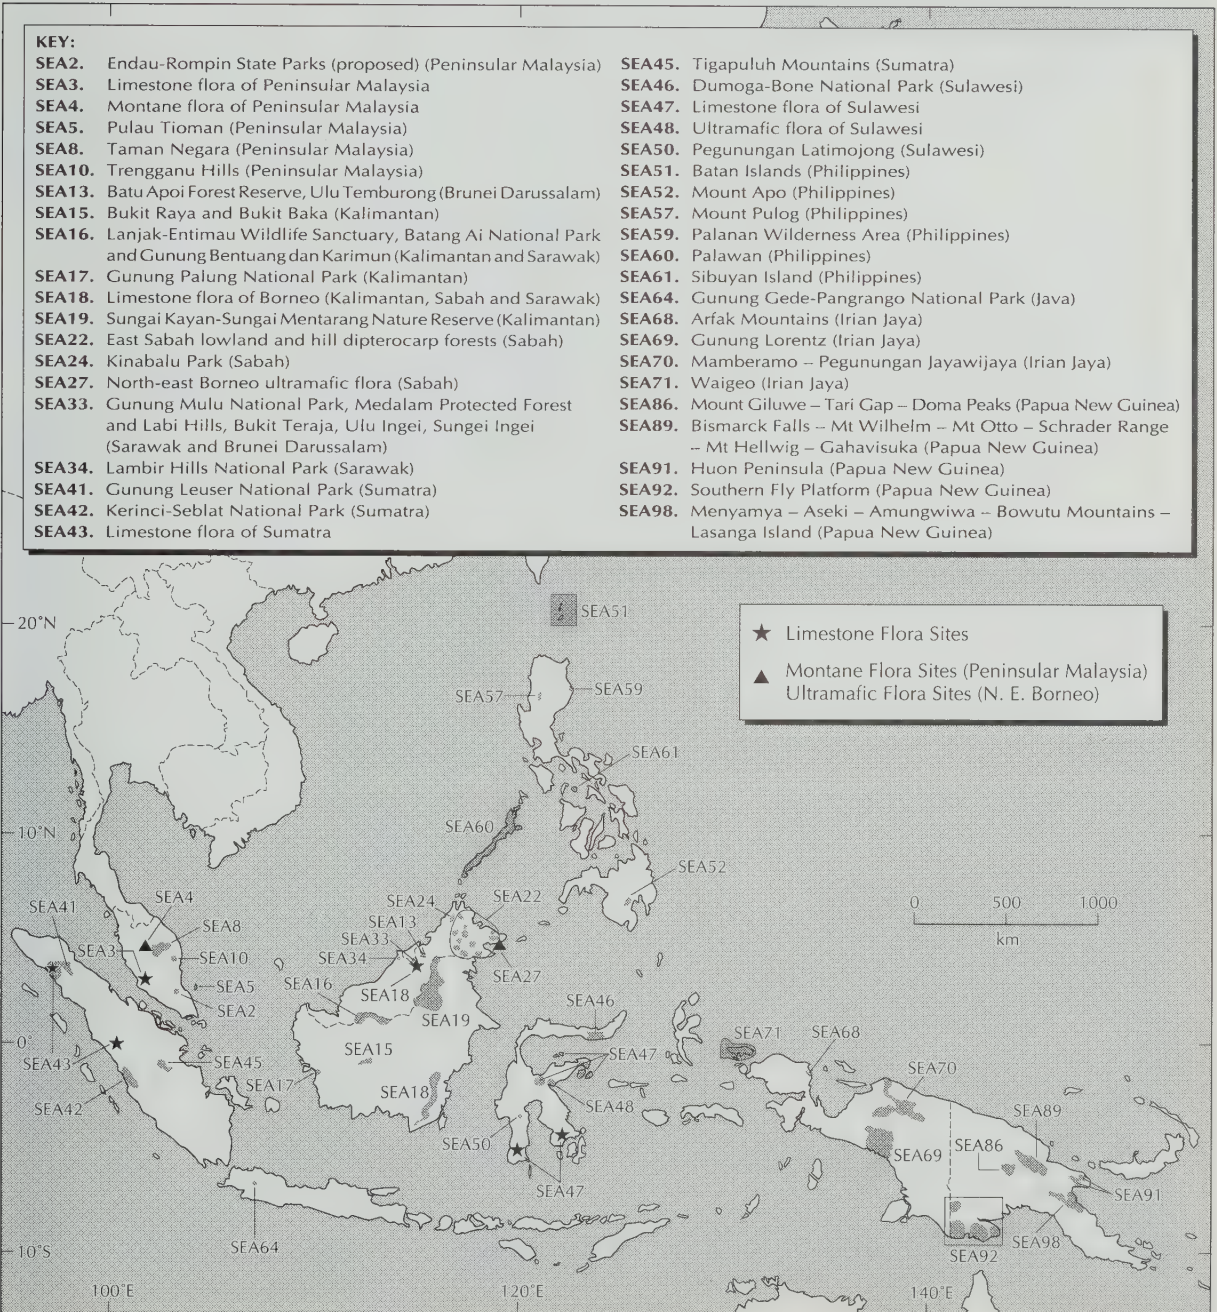 KEY:
SEA2. Endau-Rompin State Parks (proposed) (Peninsular Malaysia)
SEA3. Limestone flora of Peninsular Malaysia
SEA4. Montane flora of Peninsular Malaysia
SEA5. Pulau Tioman (Peninsular Malaysia)
SEA8. Taman Negara (Peninsular Malaysia)
SEA10. Trengganu Hills (Peninsular Malaysia)
SEA13. Batu Apoi Forest Reserve, Ulu Temburong (Brunei Darussalam)
SEA15. Bukit Raya and Bukit Baka (Kalimantan)
SEA16. Lanjak-Entimau Wildlife Sanctuary, Batang Ai National Park
and Gunung Bentuang dan Karimun (Kalimantan and Sarawak)
SEA17. Gunung Palung National Park (Kalimantan)
SEA18. Limestone flora of Borneo (Kalimantan, Sabah and Sarawak)
SEA19. Sungai Kayan-Sungai Mentarang Nature Reserve (Kalimantan)
SEA22. East Sabah lowland and hill dipterocarp forests (Sabah)
SEA24. Kinabalu Park (Sabah)
SEA27. North-east Borneo ultramafic flora (Sabah)
SEA33. Gunung Mulu National Park, Medalam Protected Forest
and Labi Hills, Bukit Teraja, Ulu Ingei, Sungei Ingei
(Sarawak and Brunei Darussalam)
SEA34. Lambir Hills National Park (Sarawak)
SEA41. Gunung Leuser National Park (Sumatra)
SEA42. Kerinci-Seblat National Park (Sumatra)
SEA43. Limestone flora of Sumatra
SEA45. Tigapuluh Mountains (Sumatra)
SEA46. Dumoga-Bone National Park (Sulawesi)
SEA47. Limestone flora of Sulawesi
SEA48. Ultramafic flora of Sulawesi
SEA50. Pegunungan Latimojong (Sulawesi)
SEA51. Batan Islands (Philippines)
SEA52. Mount Apo (Philippines)
SEA57. Mount Pulog (Philippines)
SEA59. Palanan Wilderness Area (Philippines)
SEA60. Palawan (Philippines)
SEA61. Sibuyan Island (Philippines)
SEA64. Gunung Gede-Pangrango National Park (Java)
SEA68. Arfak Mountains (Irian Jaya)
SEA69. Gunung Lorentz (Irian Jaya)
SEA70. Mamberamo – Pegunungan Jayawijaya (Irian Jaya)
SEA71. Waigeo (Irian Jaya)
SEA86. Mount Giluwe – Tari Gap – Doma Peaks (Papua New Guinea)
SEA89. Bismarck Falls – Mt Wilhelm – Mt Otto – Schrader Range
– Mt Hellwig – Gahavisuka (Papua New Guinea)
SEA91. Huon Peninsula (Papua New Guinea)
SEA92. Southern Fly Platform (Papua New Guinea)
SEA98. Menyamya – Aseki – Amungwiwa – Bowutu Mountains –
Lasanga Island (Papua New Guinea)
20°N
SEA51
★ Limestone Flora Sites
▲ Montane Flora Sites (Peninsular Malaysia)
Ultramafic Flora Sites (N. E. Borneo)
SEA57
SEA59
SEA61
10°N
SEA60
SEA52
SEA41
SEA4
SEA8
SEA3
SEA10
SEA5
SEA2
SEA24
SEA22
SEA13
SEA33
SEA34
SEA16
SEA18
SEA27
SEA19
0 500 1000
km
SEA46
0°
SEA43
SEA45
SEA42
SEA17
SEA15
SEA18
SEA47
SEA48
SEA50
SEA47
SEA71
SEA68
SEA70
SEA89
SEA69
SEA86
SEA91
SEA98
SEA92
SEA64
10°S
100°E
120°E
140°E